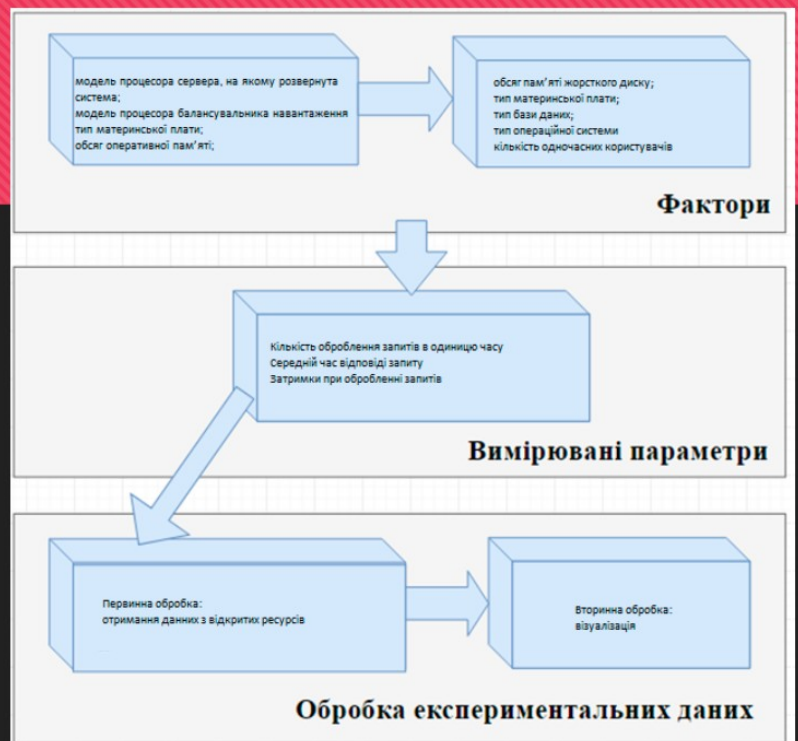 модель процесора сервера, на якому розвернута
система;
модель процесора балансувальника навантаження
тип материнської плати;
обсяг оперативної пам'яті;
обсяг пам'яті жорсткого диску;
тип материнської плати;
тип бази даних;
тип операційної системи
кількість одночасних користувачів
Фактори
Кількість оброблення запитів в одиницю часу
Середній час відповіді запиту
Затримки при обробленні запитів
Вимірювані параметри
Первинна обробка:
отримання данних з відкритих ресурсів
Вторинна обробка:
візуалізація
Обробка експериментальних даних